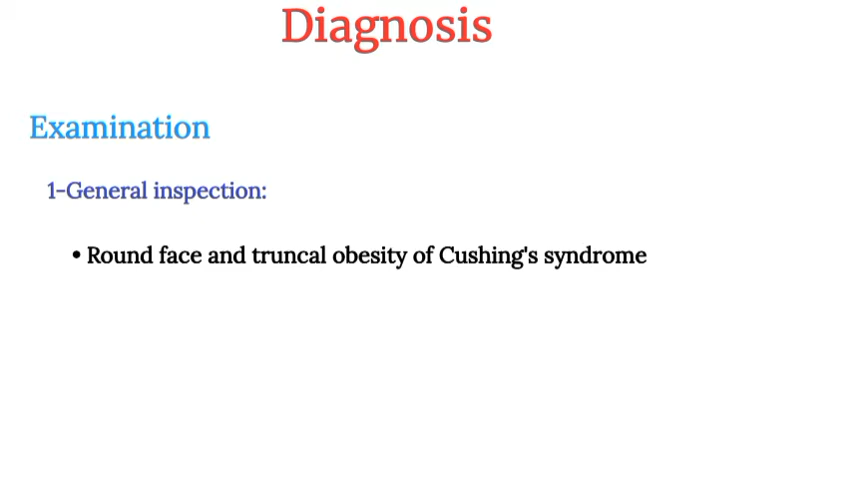 Diagnosis
Examination
1-General inspection:
• Round face and truncal obesity of Cushing's syndrome